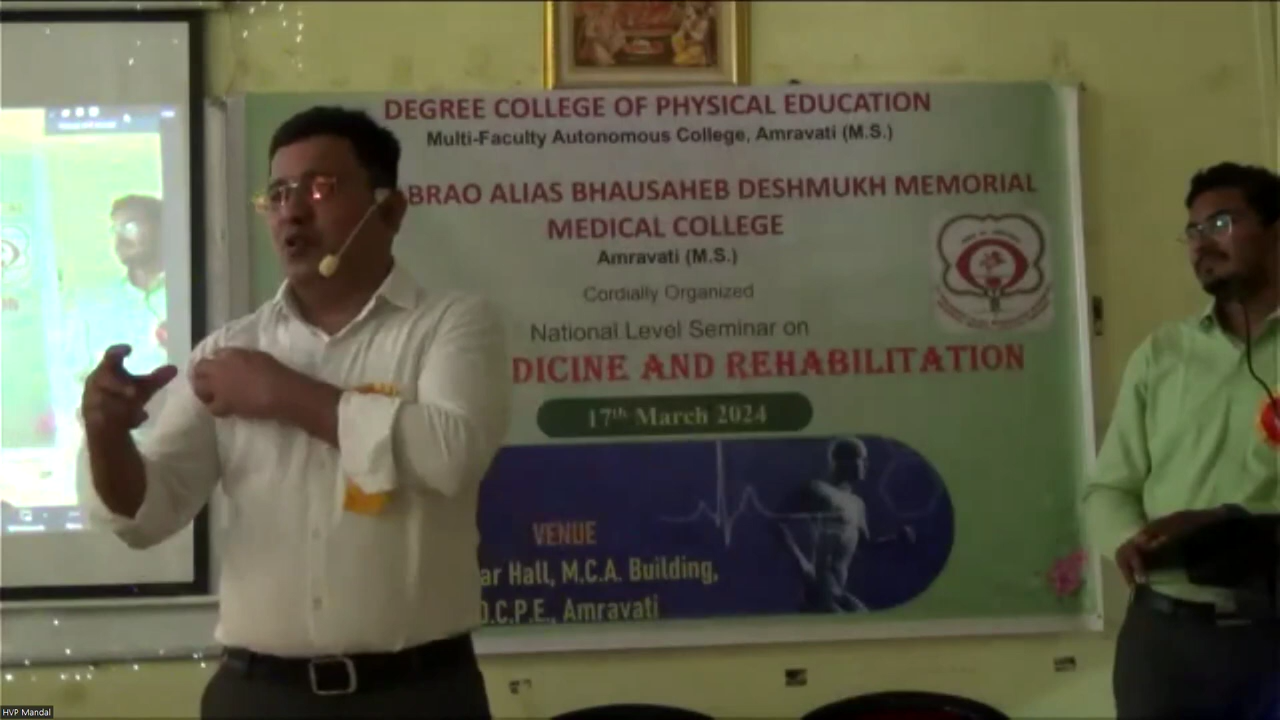 DEGREE COLLEGE OF PHYSICAL EDUCATION
Multi-Faculty Autonomous College, Amravati (M.S.)
ABRAO ALIAS BHAUSAHEB DESHMUKH MEMORIAL
MEDICAL COLLEGE
Amravati (M.S.)
Cordially Organized
National Level Seminar on
DICINE AND REHABILITATION
17th March 2024
VENUE
ar Hall, M.C.A. Building,
D.C.P.E., Amravati
HVP Mandal